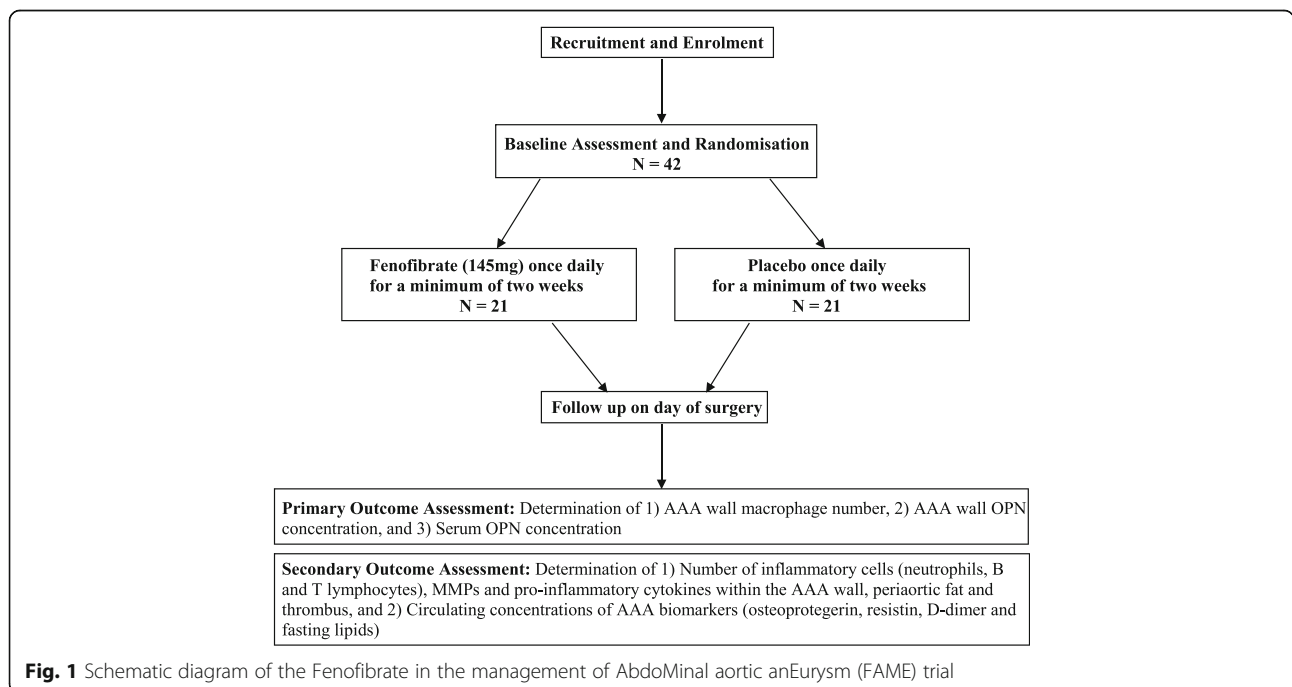 Recruitment and Enrolment
Baseline Assessment and Randomisation
N = 42
Fenofibrate (145mg) once daily
for a minimum of two weeks
N = 21
Placebo once daily
for a minimum of two weeks
N = 21
Follow up on day of surgery
Primary Outcome Assessment: Determination of 1) AAA wall macrophage number, 2) AAA wall OPN
concentration, and 3) Serum OPN concentration
Secondary Outcome Assessment: Determination of 1) Number of inflammatory cells (neutrophils, B
and T lymphocytes), MMPs and pro-inflammatory cytokines within the AAA wall, periaortic fat and
thrombus, and 2) Circulating concentrations of AAA biomarkers (osteoprotegerin, resistin, D-dimer and
fasting lipids)
Fig. 1 Schematic diagram of the Fenofibrate in the management of AbdoMinal aortic anEurysm (FAME) trial